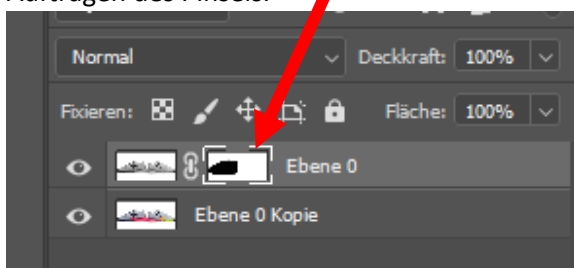 Auftragen des Pinsels.
Normal Deckkraft: 100%
Fixieren: Fläche: 100%
Ebene 0
Ebene 0 Kopie